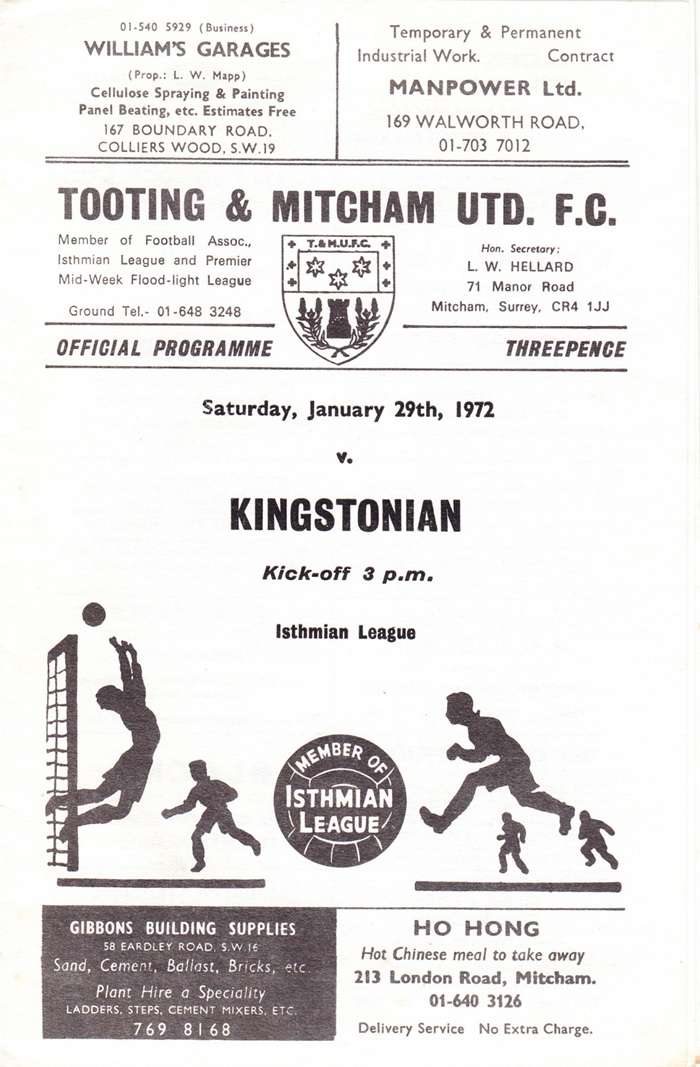 01-540 5929 (Business)
WILLIAM'S GARAGES
(Prop.: L. W. Mapp)
Cellulose Spraying & Painting
Panel Beating, etc. Estimates Free
167 BOUNDARY ROAD,
COLLIERS WOOD, S.W.19
Temporary & Permanent
Industrial Work. Contract
MANPOWER Ltd.
169 WALWORTH ROAD,
01-703 7012
TOOTING & MITCHAM UTD. F.C.
Member of Football Assoc.,
Isthmian League and Premier
Mid-Week Flood-light League
Ground Tel.- 01-648 3248
T.& M.U.F.C.
Hon. Secretary:
L. W. HELLARD
71 Manor Road
Mitcham, Surrey, CR4 1JJ
OFFICIAL PROGRAMME
THREEPENCE
Saturday, January 29th, 1972
v.
KINGSTONIAN
Kick-off 3 p.m.
Isthmian League
MEMBER OF
ISTHMIAN
LEAGUE
GIBBONS BUILDING SUPPLIES
58 EARDLEY ROAD, S.W.16
Sand, Cement, Ballast, Bricks, etc.
Plant Hire a Speciality
LADDERS, STEPS, CEMENT MIXERS, ETC.
769 8168
HO HONG
Hot Chinese meal to take away
213 London Road, Mitcham.
01-640 3126
Delivery Service No Extra Charge.